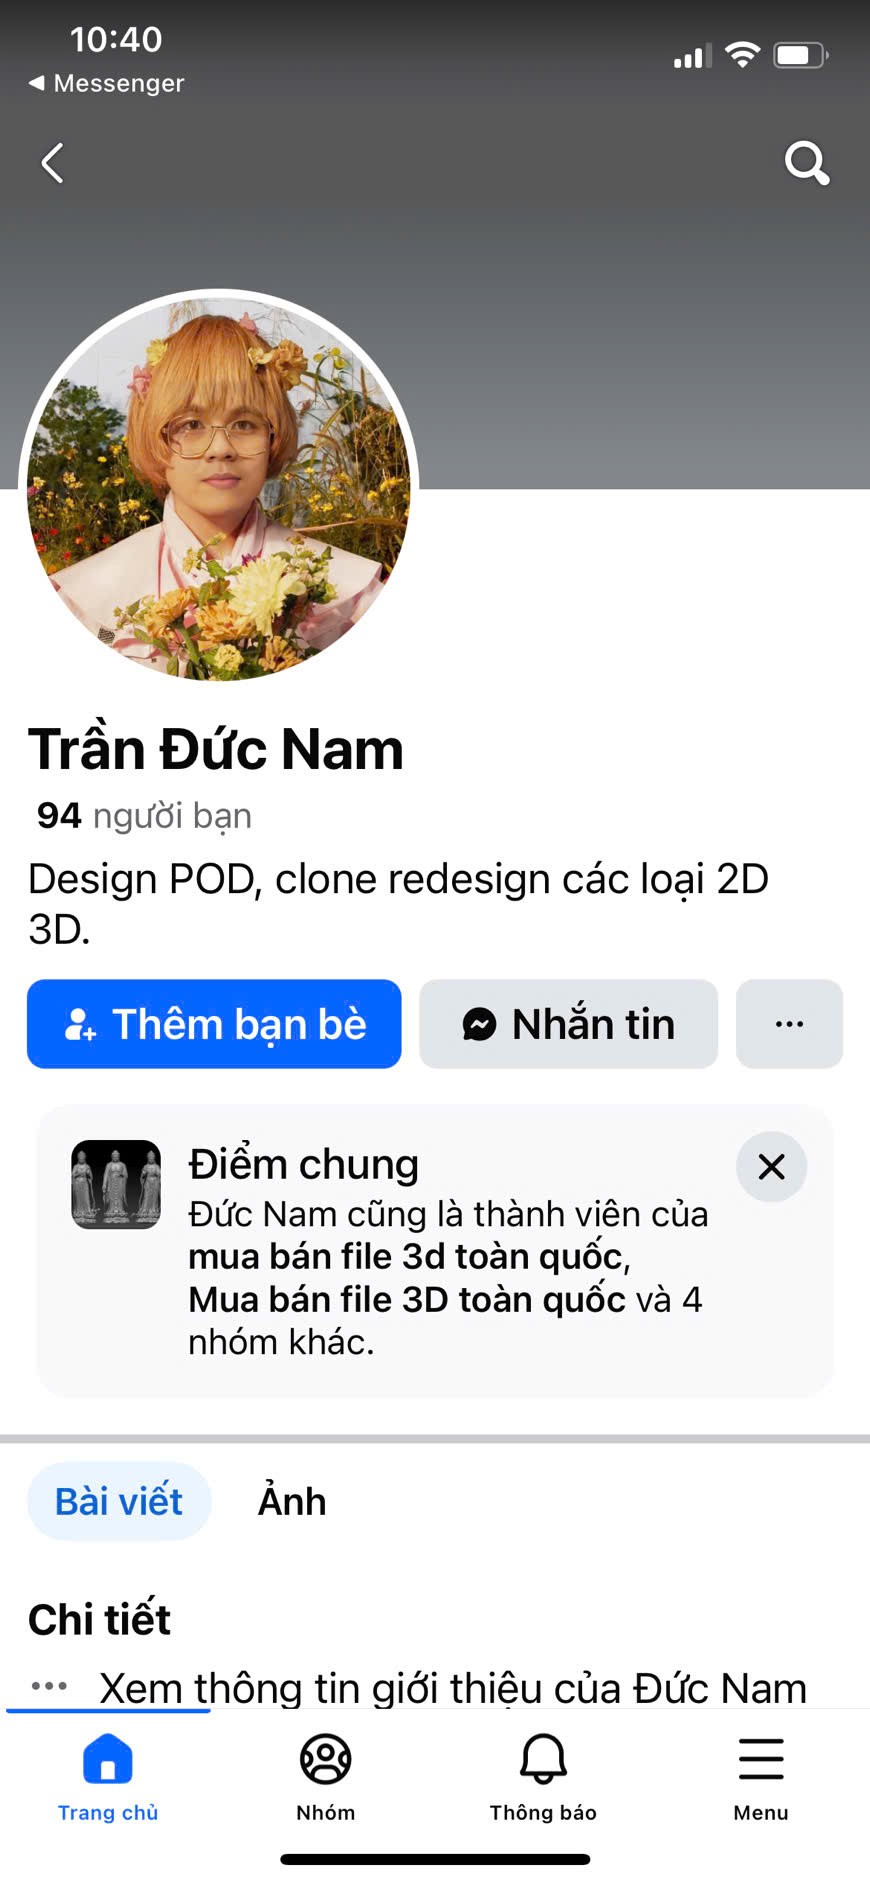 10:40
◀ Messenger
Trần Đức Nam
94 người bạn
Design POD, clone redesign các loại 2D
3D.
Thêm bạn bè
Nhắn tin
Điểm chung
Đức Nam cũng là thành viên của
mua bán file 3d toàn quốc,
Mua bán file 3D toàn quốc và 4
nhóm khác.
Bài viết
Ảnh
Chi tiết
Xem thông tin giới thiệu của Đức Nam
Trang chủ
Nhóm
Thông báo
Menu